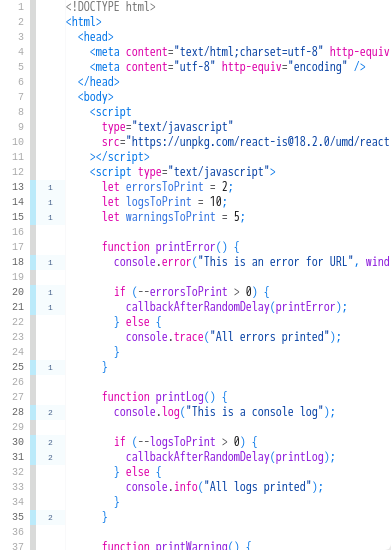 1 <!DOCTYPE html>
2 <html>
3 <head>
4 <meta content="text/html;charset=utf-8" http-equiv
5 <meta content="utf-8" http-equiv="encoding" />
6 </head>
7 <body>
8 <script
9 type="text/javascript"
10 src="https://unpkg.com/react-is@18.2.0/umd/react
11 ></script>
12 <script type="text/javascript">
13 1 let errorsToPrint = 2;
14 1 let logsToPrint = 10;
15 1 let warningsToPrint = 5;
16
17 function printError() {
18 1 console.error("This is an error for URL", wind
19
20 1 if (--errorsToPrint > 0) {
21 1 callbackAfterRandomDelay(printError);
22 } else {
23 console.trace("All errors printed");
24 }
25 1 }
26
27 function printLog() {
28 2 console.log("This is a console log");
29
30 2 if (--logsToPrint > 0) {
31 2 callbackAfterRandomDelay(printLog);
32 } else {
33 console.info("All logs printed");
34 }
35 2 }
36
37 function printWarning() {